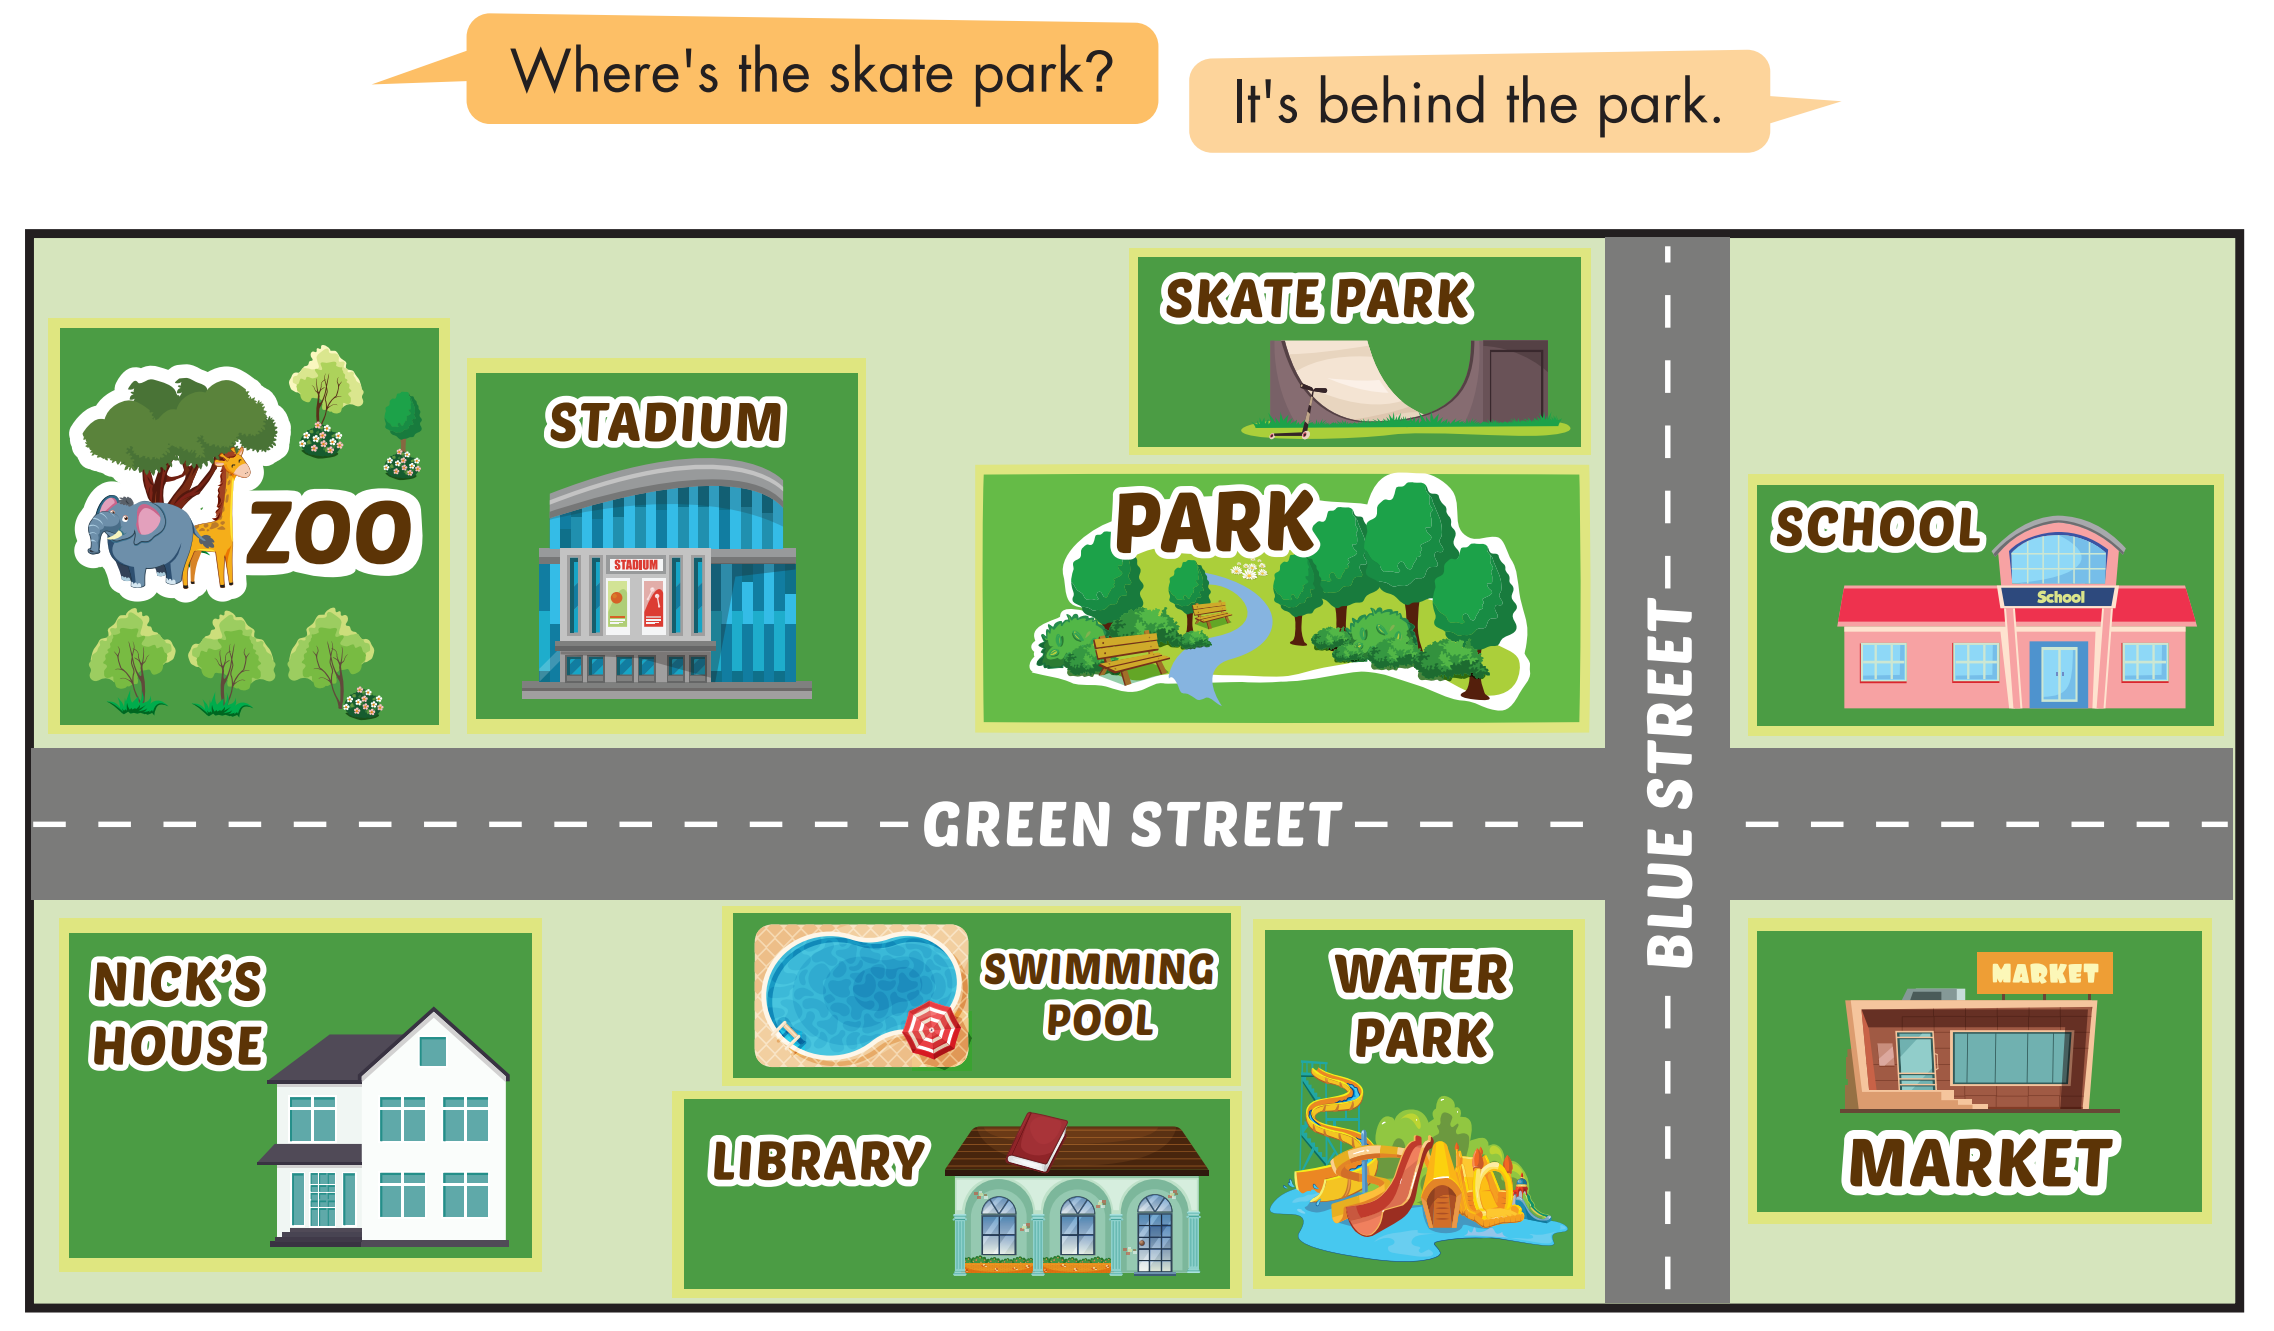 Where's the skate park?
It's behind the park.
SKATE PARK
STADIUM
ZOO
STADIUM
PARK
SCHOOL
School
GREEN STREET
BLUE STREET
NICK'S
HOUSE
SWIMMING
POOL
WATER
PARK
MARKET
LIBRARY
MARKET